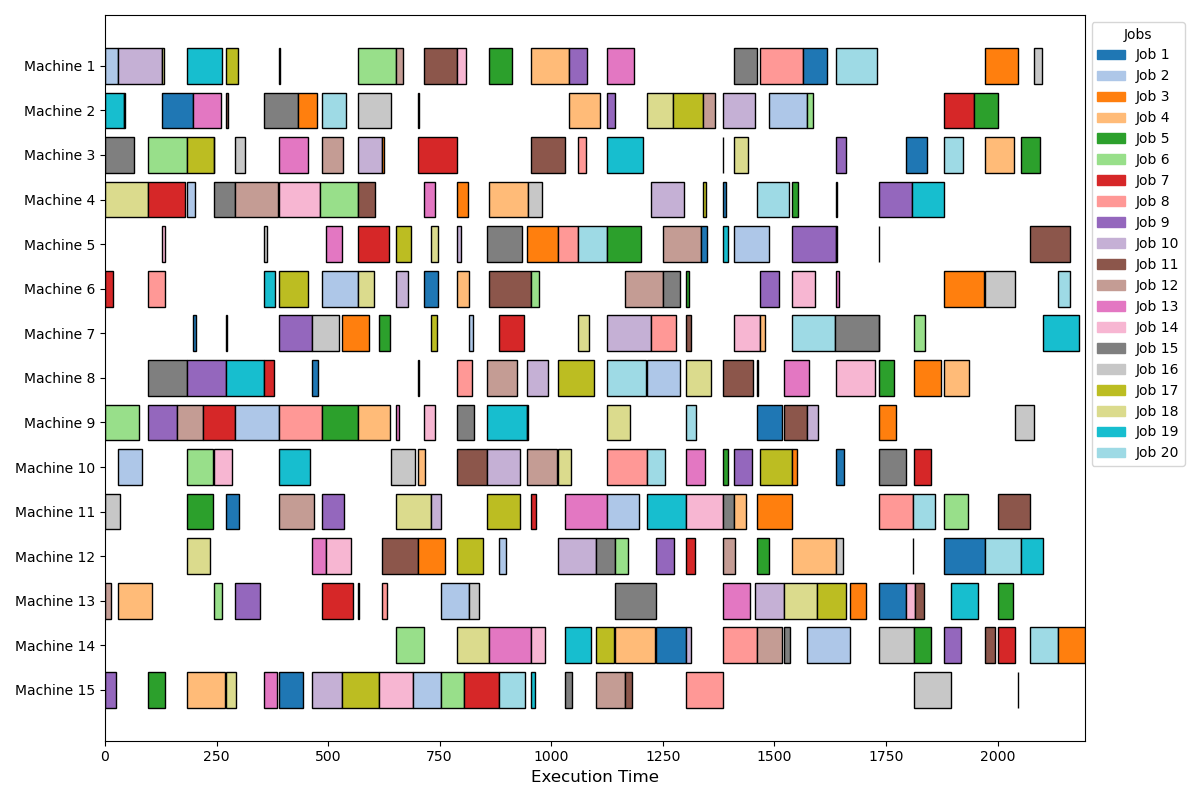 Machine 1
Machine 2
Machine 3
Machine 4
Machine 5
Machine 6
Machine 7
Machine 8
Machine 9
Machine 10
Machine 11
Machine 12
Machine 13
Machine 14
Machine 15
0 250 500 750 1000 1250 1500 1750 2000
Execution Time
Jobs
Job 1
Job 2
Job 3
Job 4
Job 5
Job 6
Job 7
Job 8
Job 9
Job 10
Job 11
Job 12
Job 13
Job 14
Job 15
Job 16
Job 17
Job 18
Job 19
Job 20